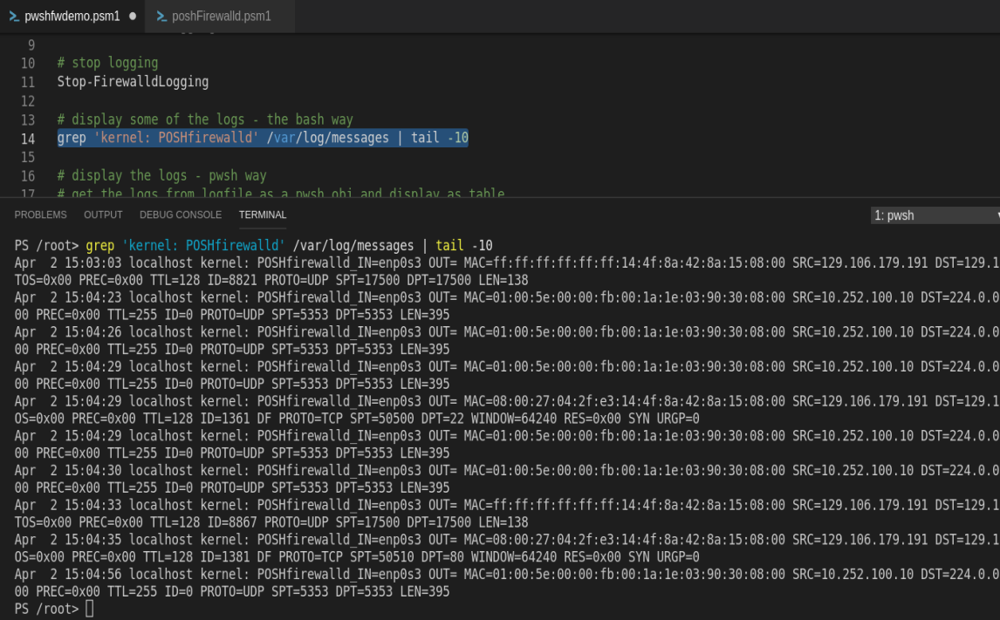 pwshfwdemo.psm1
poshFirewalld.psm1
9
10 # stop logging
11 Stop-FirewalldLogging
12
13 # display some of the logs - the bash way
14 grep 'kernel: POSHfirewalld' /var/log/messages | tail -10
15
16 # display the logs - pwsh way
17 # get the logs from logfile as a pwsh obj and display as table
PROBLEMS OUTPUT DEBUG CONSOLE TERMINAL 1: pwsh
PS /root> grep 'kernel: POSHfirewalld' /var/log/messages | tail -10
Apr  2 15:03:03 localhost kernel: POSHfirewalld_IN=enp0s3 OUT= MAC=ff:ff:ff:ff:ff:ff:14:4f:8a:42:8a:15:08:00 SRC=129.106.179.191 DST=129.1
TOS=0x00 PREC=0x00 TTL=128 ID=8821 PROTO=UDP SPT=17500 DPT=17500 LEN=138
Apr  2 15:04:23 localhost kernel: POSHfirewalld_IN=enp0s3 OUT= MAC=01:00:5e:00:00:fb:00:1a:1e:03:90:30:08:00 SRC=10.252.100.10 DST=224.0.0
00 PREC=0x00 TTL=255 ID=0 PROTO=UDP SPT=5353 DPT=5353 LEN=395
Apr  2 15:04:26 localhost kernel: POSHfirewalld_IN=enp0s3 OUT= MAC=01:00:5e:00:00:fb:00:1a:1e:03:90:30:08:00 SRC=10.252.100.10 DST=224.0.0
00 PREC=0x00 TTL=255 ID=0 PROTO=UDP SPT=5353 DPT=5353 LEN=395
Apr  2 15:04:29 localhost kernel: POSHfirewalld_IN=enp0s3 OUT= MAC=01:00:5e:00:00:fb:00:1a:1e:03:90:30:08:00 SRC=10.252.100.10 DST=224.0.0
00 PREC=0x00 TTL=255 ID=0 PROTO=UDP SPT=5353 DPT=5353 LEN=395
Apr  2 15:04:29 localhost kernel: POSHfirewalld_IN=enp0s3 OUT= MAC=08:00:27:04:2f:e3:14:4f:8a:42:8a:15:08:00 SRC=129.106.179.191 DST=129.1
OS=0x00 PREC=0x00 TTL=128 ID=1361 DF PROTO=TCP SPT=50500 DPT=22 WINDOW=64240 RES=0x00 SYN URGP=0
Apr  2 15:04:29 localhost kernel: POSHfirewalld_IN=enp0s3 OUT= MAC=01:00:5e:00:00:fb:00:1a:1e:03:90:30:08:00 SRC=10.252.100.10 DST=224.0.0
00 PREC=0x00 TTL=255 ID=0 PROTO=UDP SPT=5353 DPT=5353 LEN=395
Apr  2 15:04:30 localhost kernel: POSHfirewalld_IN=enp0s3 OUT= MAC=01:00:5e:00:00:fb:00:1a:1e:03:90:30:08:00 SRC=10.252.100.10 DST=224.0.0
00 PREC=0x00 TTL=255 ID=0 PROTO=UDP SPT=5353 DPT=5353 LEN=395
Apr  2 15:04:33 localhost kernel: POSHfirewalld_IN=enp0s3 OUT= MAC=ff:ff:ff:ff:ff:ff:14:4f:8a:42:8a:15:08:00 SRC=129.106.179.191 DST=129.1
TOS=0x00 PREC=0x00 TTL=128 ID=8867 PROTO=UDP SPT=17500 DPT=17500 LEN=138
Apr  2 15:04:35 localhost kernel: POSHfirewalld_IN=enp0s3 OUT= MAC=08:00:27:04:2f:e3:14:4f:8a:42:8a:15:08:00 SRC=129.106.179.191 DST=129.1
OS=0x00 PREC=0x00 TTL=128 ID=1381 DF PROTO=TCP SPT=50510 DPT=80 WINDOW=64240 RES=0x00 SYN URGP=0
Apr  2 15:04:56 localhost kernel: POSHfirewalld_IN=enp0s3 OUT= MAC=01:00:5e:00:00:fb:00:1a:1e:03:90:30:08:00 SRC=10.252.100.10 DST=224.0.0
00 PREC=0x00 TTL=255 ID=0 PROTO=UDP SPT=5353 DPT=5353 LEN=395
PS /root>